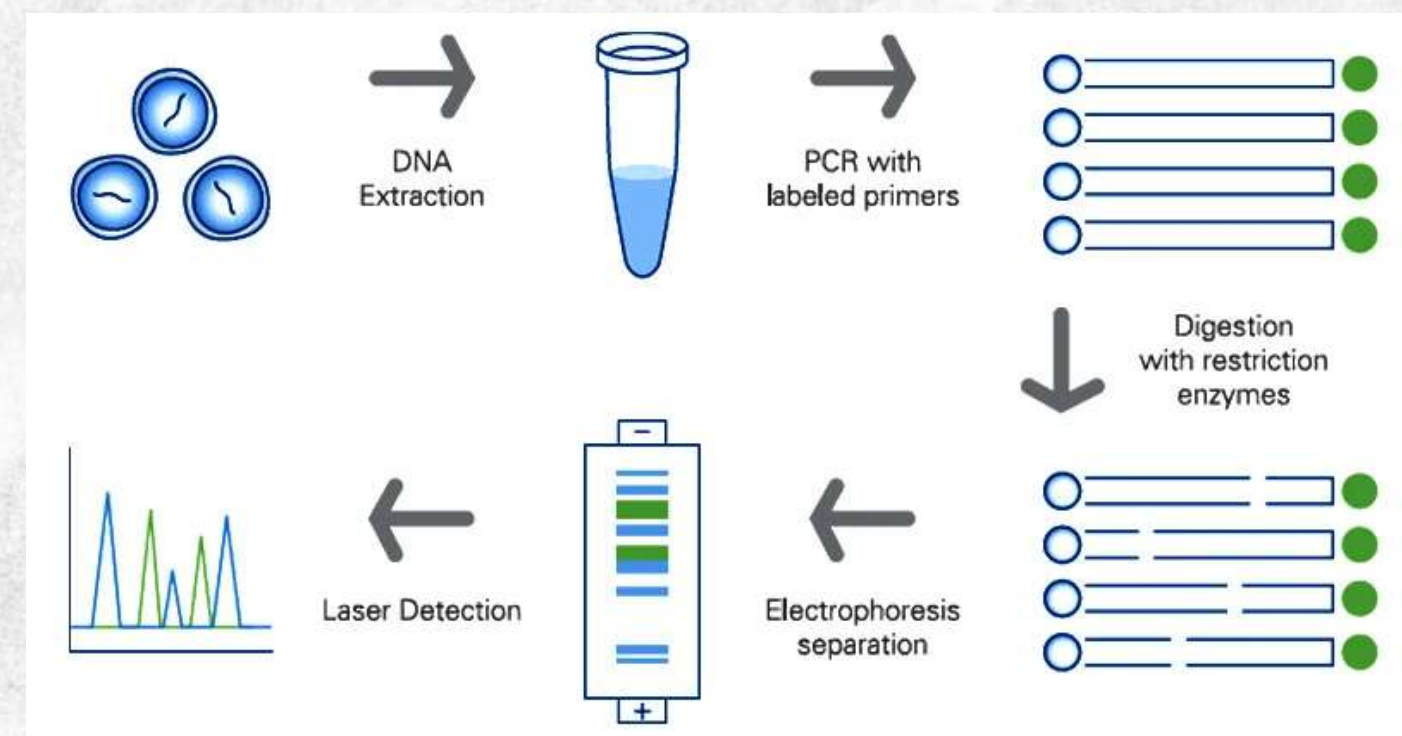 DNA
Extraction
PCR with
labeled primers
Digestion
with restriction
enzymes
Electrophoresis
separation
−
+
Laser Detection